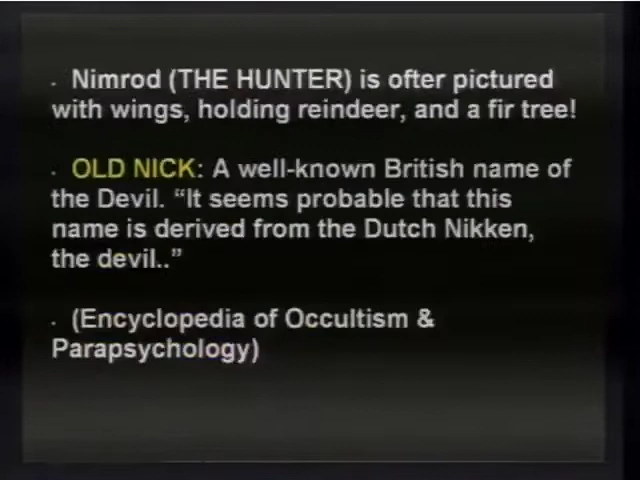 · Nimrod (THE HUNTER) is ofter pictured
with wings, holding reindeer, and a fir tree!
· OLD NICK: A well-known British name of
the Devil. “It seems probable that this
name is derived from the Dutch Nikken,
the devil..”
· (Encyclopedia of Occultism &
Parapsychology)